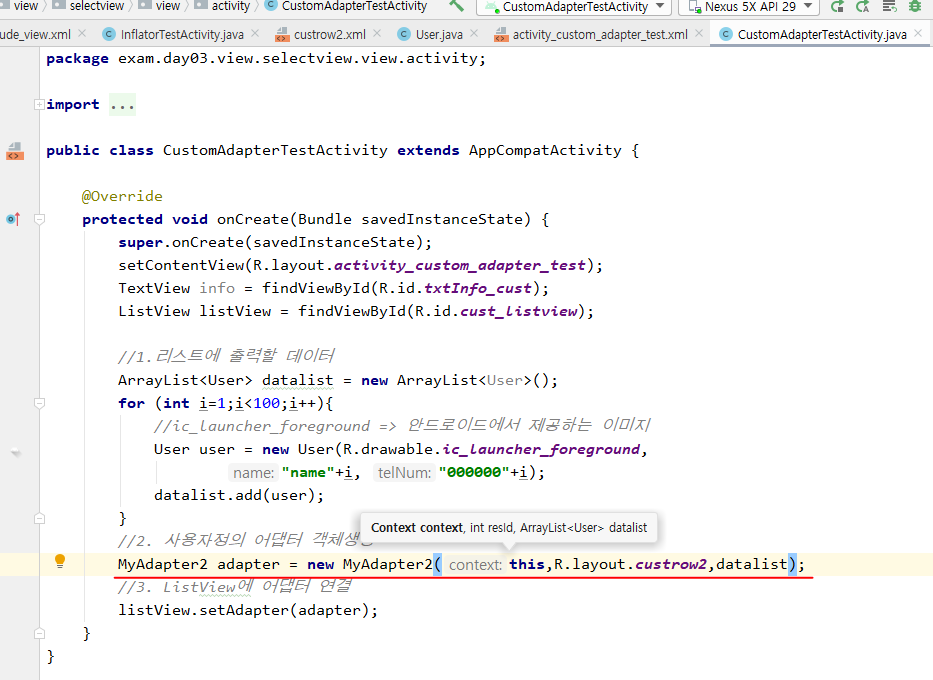 view selectview view activity CustomAdapterTestActivity CustomAdapterTestActivity Nexus 5X API 29
ude_view.xml InflatorTestActivity.java custrow2.xml User.java activity_custom_adapter_test.xml CustomAdapterTestActivity.java
package exam.day03.view.selectview.view.activity;
import ...
public class CustomAdapterTestActivity extends AppCompatActivity {
@Override
protected void onCreate(Bundle savedInstanceState) {
super.onCreate(savedInstanceState);
setContentView(R.layout.activity_custom_adapter_test);
TextView info = findViewById(R.id.txtInfo_cust);
ListView listView = findViewById(R.id.cust_listview);
//1.리스트에 출력할 데이터
ArrayList<User> datalist = new ArrayList<User>();
for (int i=1;i<100;i++){
//ic_launcher_foreground => 안드로이드에서 제공하는 이미지
User user = new User(R.drawable.ic_launcher_foreground,
name: "name"+i, telNum: "000000"+i);
datalist.add(user);
}
Context context, int resId, ArrayList<User> datalist
//2. 사용자정의 어댑터 객체생성
MyAdapter2 adapter = new MyAdapter2( context: this,R.layout.custrow2,datalist);
//3. ListView에 어댑터 연결
listView.setAdapter(adapter);
}
}